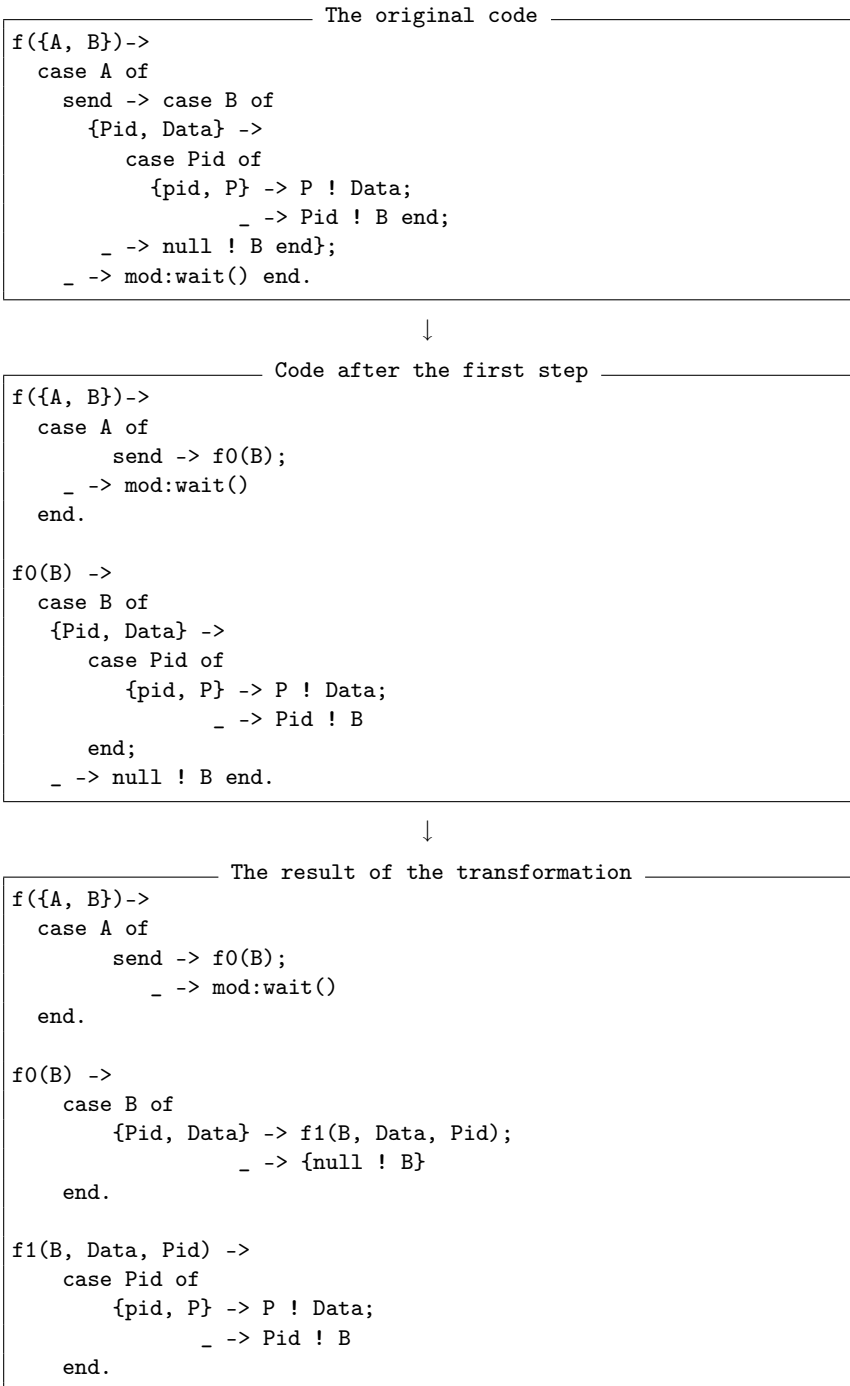 The original code
f({A, B})->
  case A of
    send -> case B of
      {Pid, Data} ->
         case Pid of
           {pid, P} -> P ! Data;
                  _ -> Pid ! B end;
       _ -> null ! B end};
    _ -> mod:wait() end.
↓
Code after the first step
f({A, B})->
  case A of
        send -> f0(B);
    _ -> mod:wait()
  end.

f0(B) ->
  case B of
   {Pid, Data} ->
      case Pid of
         {pid, P} -> P ! Data;
                _ -> Pid ! B
      end;
   _ -> null ! B end.
↓
The result of the transformation
f({A, B})->
  case A of
        send -> f0(B);
           _ -> mod:wait()
  end.

f0(B) ->
    case B of
        {Pid, Data} -> f1(B, Data, Pid);
                  _ -> {null ! B}
    end.

f1(B, Data, Pid) ->
    case Pid of
        {pid, P} -> P ! Data;
               _ -> Pid ! B
    end.